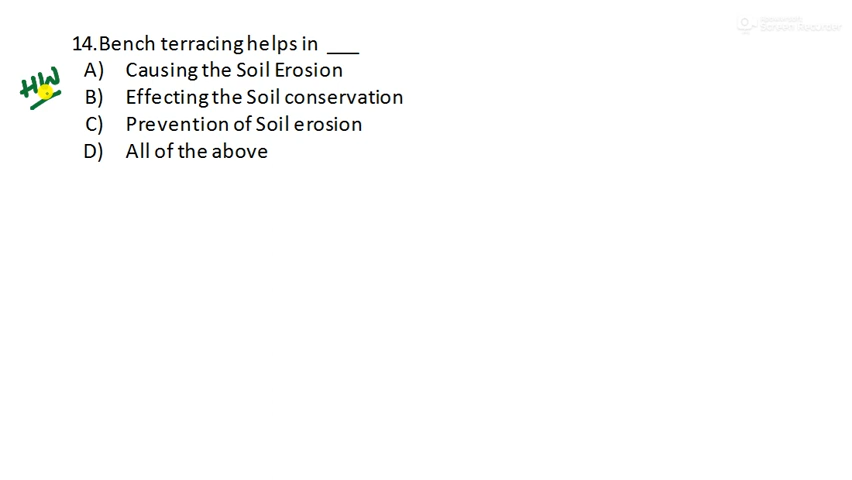 14.Bench terracing helps in ___
HW
A) Causing the Soil Erosion
B) Effecting the Soil conservation
C) Prevention of Soil erosion
D) All of the above